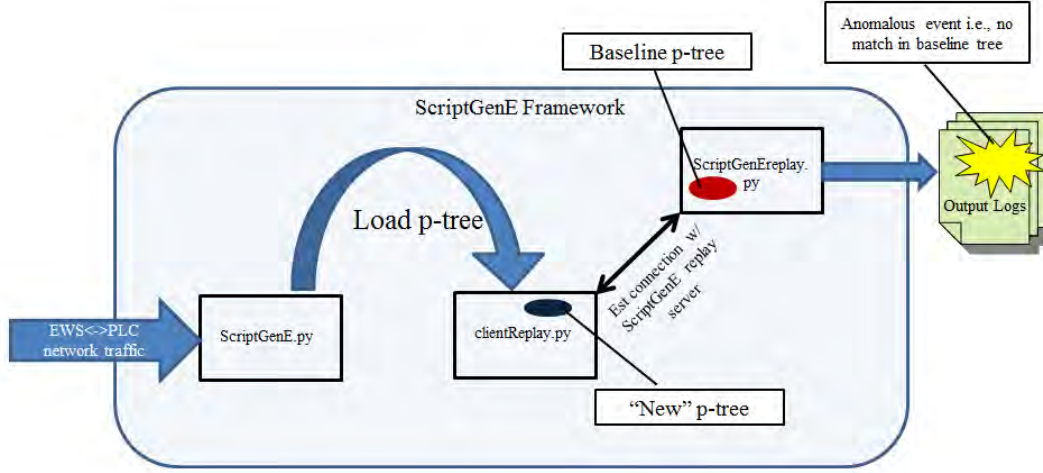 Anomalous event i.e., no
match in baseline tree
Baseline p-tree
ScriptGenE Framework
ScriptGenEreplay.
py
Output Logs
Load p-tree
Est connection w/
ScriptGenE replay
server
EWS<->PLC
network traffic
ScriptGenE.py
clientReplay.py
“New” p-tree